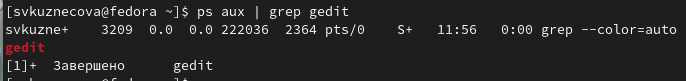 [svkuznecova@fedora ~]$ ps aux | grep gedit
svkuzne+    3209  0.0  0.0 222036  2364 pts/0    S+   11:56   0:00 grep --color=auto
gedit
[1]+  Завершено      gedit